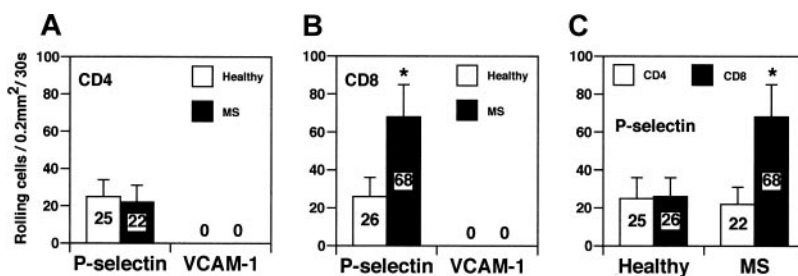 A
Rolling cells / 0.2mm²/ 30s
100
80
60
40
20
0
CD4
Healthy
MS
25
22
0 0
P-selectin VCAM-1
B
100
80
60
40
20
0
CD8
Healthy
MS
*
26
68
0 0
P-selectin VCAM-1
C
100
80
60
40
20
0
CD4 CD8
*
P-selectin
25
26
22
68
Healthy MS